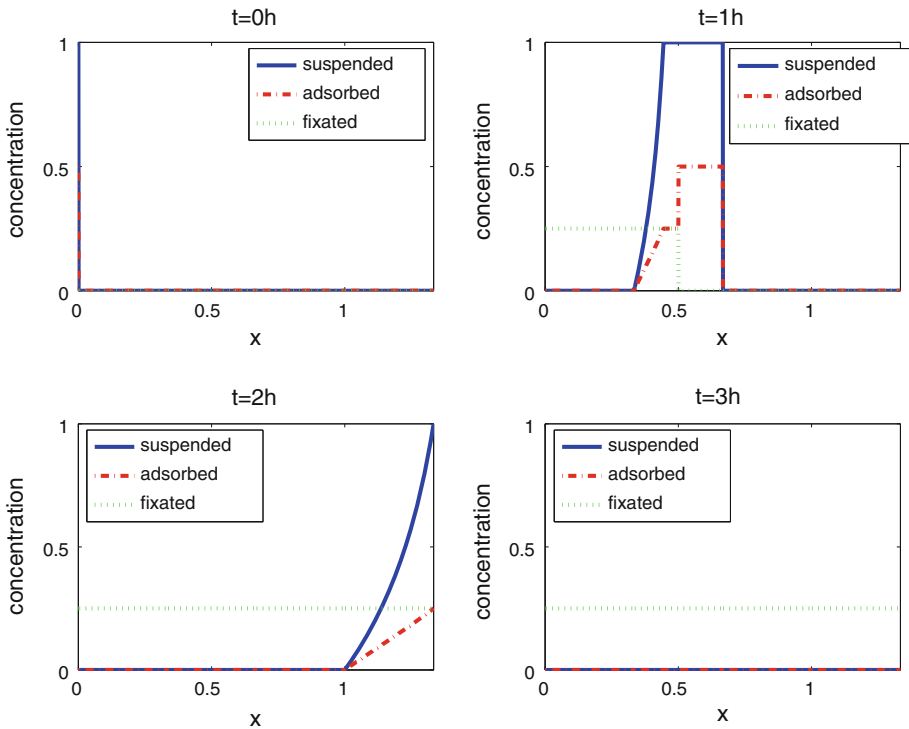 t=0h
1
0.5
0
concentration
suspended
adsorbed
fixated
0
0.5
1
x
t=1h
1
0.5
0
concentration
suspended
adsorbed
fixated
0
0.5
1
x
t=2h
1
0.5
0
concentration
suspended
adsorbed
fixated
0
0.5
1
x
t=3h
1
0.5
0
concentration
suspended
adsorbed
fixated
0
0.5
1
x